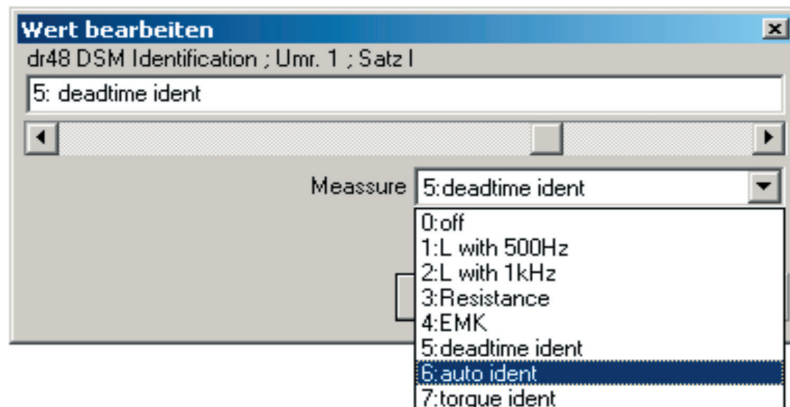 Wert bearbeiten
dr48 DSM Identification ; Umr. 1 ; Satz I
5: deadtime ident
Meassure 5:deadtime ident
0:off
1:L with 500Hz
2:L with 1kHz
3:Resistance
4:EMK
5:deadtime ident
6:auto ident
7:torque ident